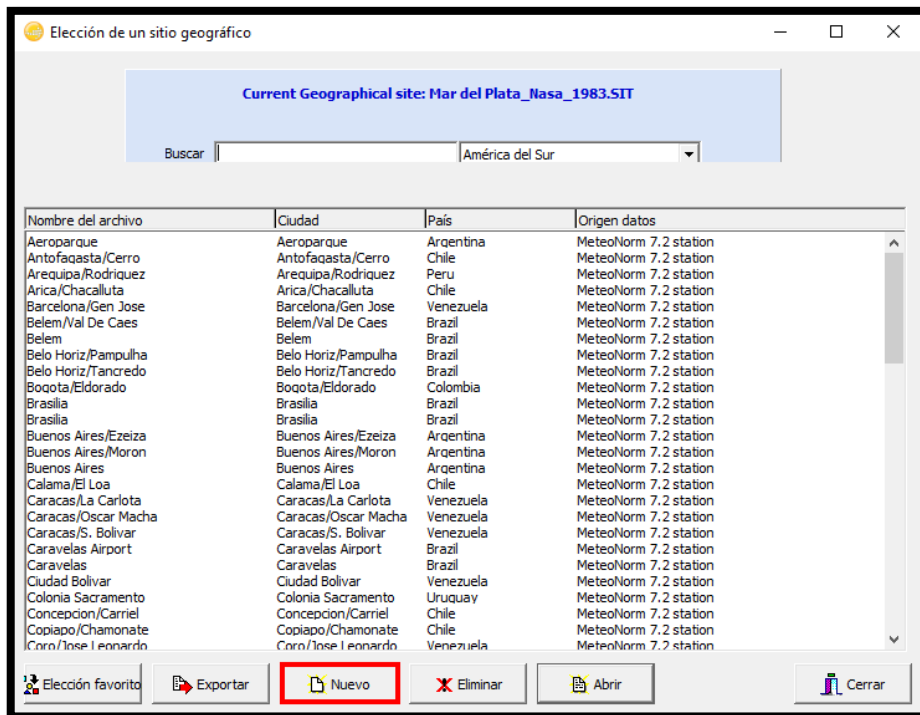 Elección de un sitio geográfico
Current Geographical site: Mar del Plata_Nasa_1983.SIT
Buscar América del Sur
Nombre del archivo Ciudad País Origen datos
Aeroparque Aeroparque Argentina MeteoNorm 7.2 station
Antofagasta/Cerro Antofagasta/Cerro Chile MeteoNorm 7.2 station
Arequipa/Rodriguez Arequipa/Rodriguez Peru MeteoNorm 7.2 station
Arica/Chacalluta Arica/Chacalluta Chile MeteoNorm 7.2 station
Barcelona/Gen Jose Barcelona/Gen Jose Venezuela MeteoNorm 7.2 station
Belem/Val De Caes Belem/Val De Caes Brazil MeteoNorm 7.2 station
Belem Belem Brazil MeteoNorm 7.2 station
Belo Horiz/Pampulha Belo Horiz/Pampulha Brazil MeteoNorm 7.2 station
Belo Horiz/Tancredo Belo Horiz/Tancredo Brazil MeteoNorm 7.2 station
Bogota/Eldorado Bogota/Eldorado Colombia MeteoNorm 7.2 station
Brasilia Brasilia Brazil MeteoNorm 7.2 station
Brasilia Brasilia Brazil MeteoNorm 7.2 station
Buenos Aires/Ezeiza Buenos Aires/Ezeiza Argentina MeteoNorm 7.2 station
Buenos Aires/Moron Buenos Aires/Moron Argentina MeteoNorm 7.2 station
Buenos Aires Buenos Aires Argentina MeteoNorm 7.2 station
Calama/El Loa Calama/El Loa Chile MeteoNorm 7.2 station
Caracas/La Carlota Caracas/La Carlota Venezuela MeteoNorm 7.2 station
Caracas/Oscar Macha Caracas/Oscar Macha Venezuela MeteoNorm 7.2 station
Caracas/S. Bolivar Caracas/S. Bolivar Venezuela MeteoNorm 7.2 station
Caravelas Airport Caravelas Airport Brazil MeteoNorm 7.2 station
Caravelas Caravelas Brazil MeteoNorm 7.2 station
Ciudad Bolivar Ciudad Bolivar Venezuela MeteoNorm 7.2 station
Colonia Sacramento Colonia Sacramento Uruguay MeteoNorm 7.2 station
Concepcion/Carriel Concepcion/Carriel Chile MeteoNorm 7.2 station
Copiapo/Chamonate Copiapo/Chamonate Chile MeteoNorm 7.2 station
Coro/Jose Leonardo Coro/Jose Leonardo Venezuela MeteoNorm 7.2 station
Elección favorito Exportar Nuevo Eliminar Abrir Cerrar